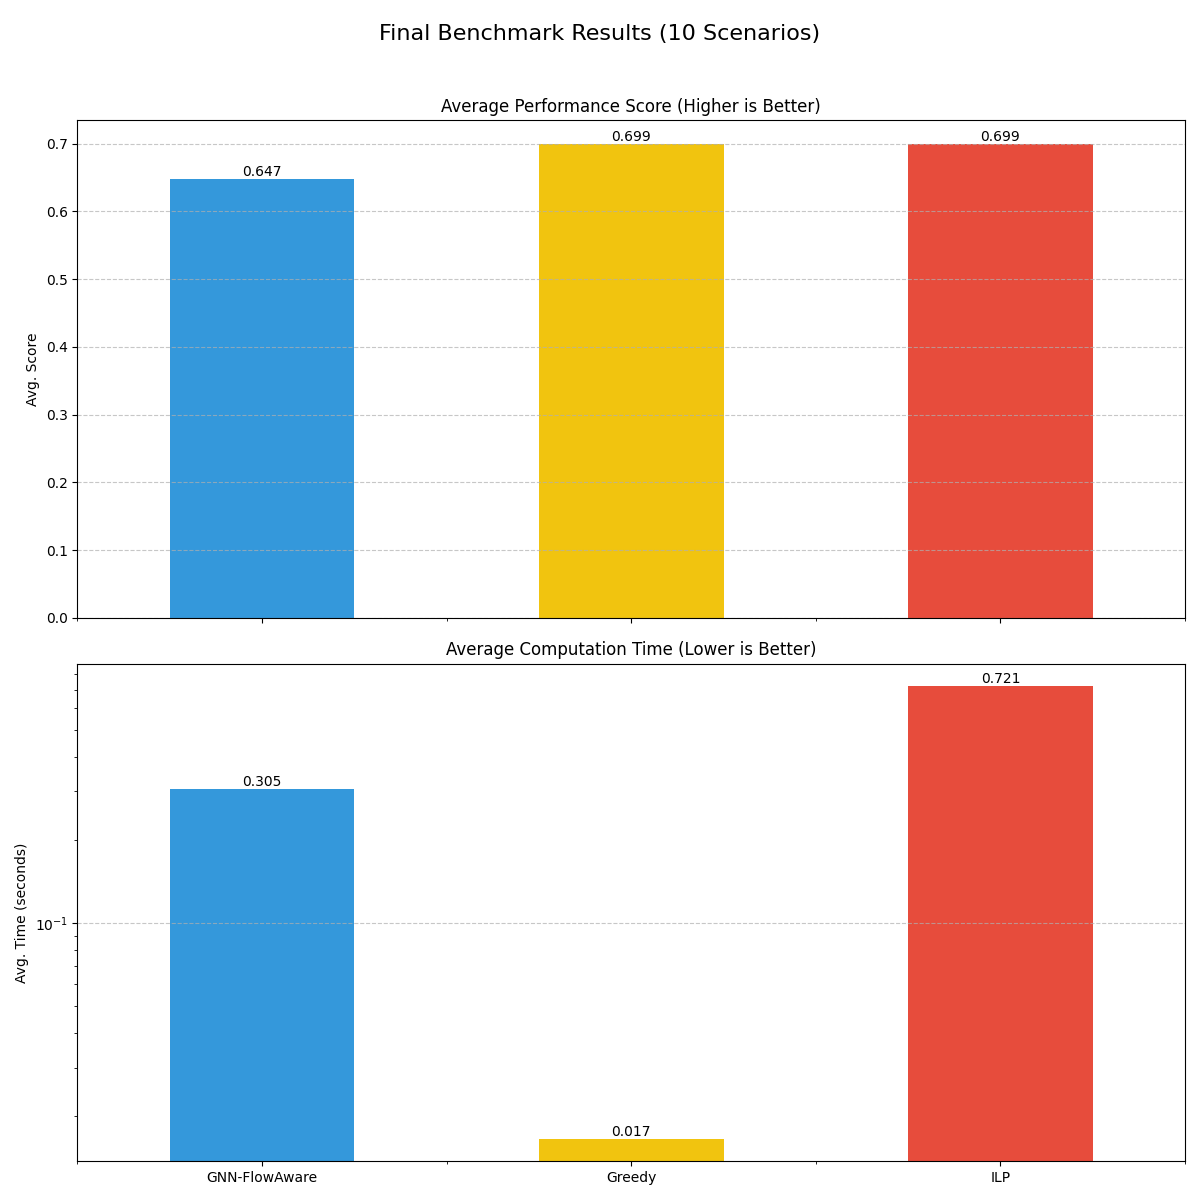 Final Benchmark Results (10 Scenarios)
Average Performance Score (Higher is Better)
Avg. Score
0.7
0.6
0.5
0.4
0.3
0.2
0.1
0.0
0.647
0.699
0.699
Average Computation Time (Lower is Better)
Avg. Time (seconds)
10⁻¹
0.305
0.017
0.721
GNN-FlowAware
Greedy
ILP